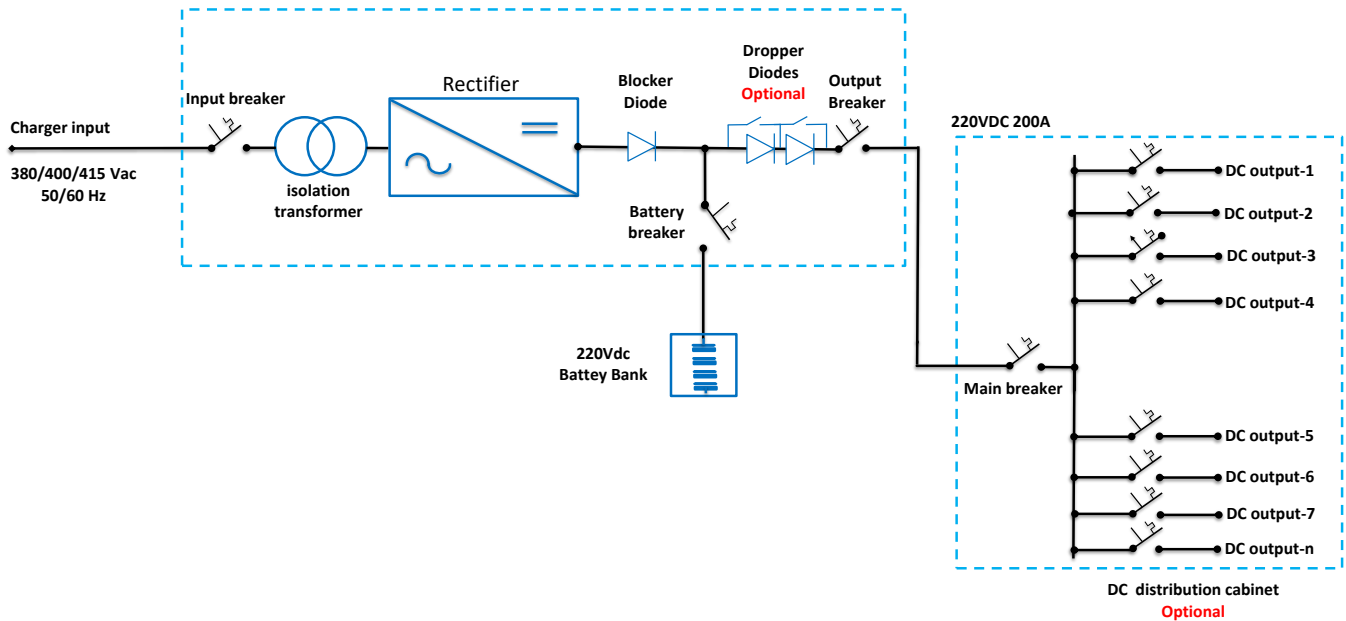 Charger input
380/400/415 Vac
50/60 Hz
Input breaker
isolation
transformer
Rectifier
Blocker
Diode
Dropper
Diodes
Optional
Output
Breaker
Battery
breaker
220Vdc
Battey Bank
220VDC 200A
Main breaker
DC output-1
DC output-2
DC output-3
DC output-4
DC output-5
DC output-6
DC output-7
DC output-n
DC distribution cabinet
Optional